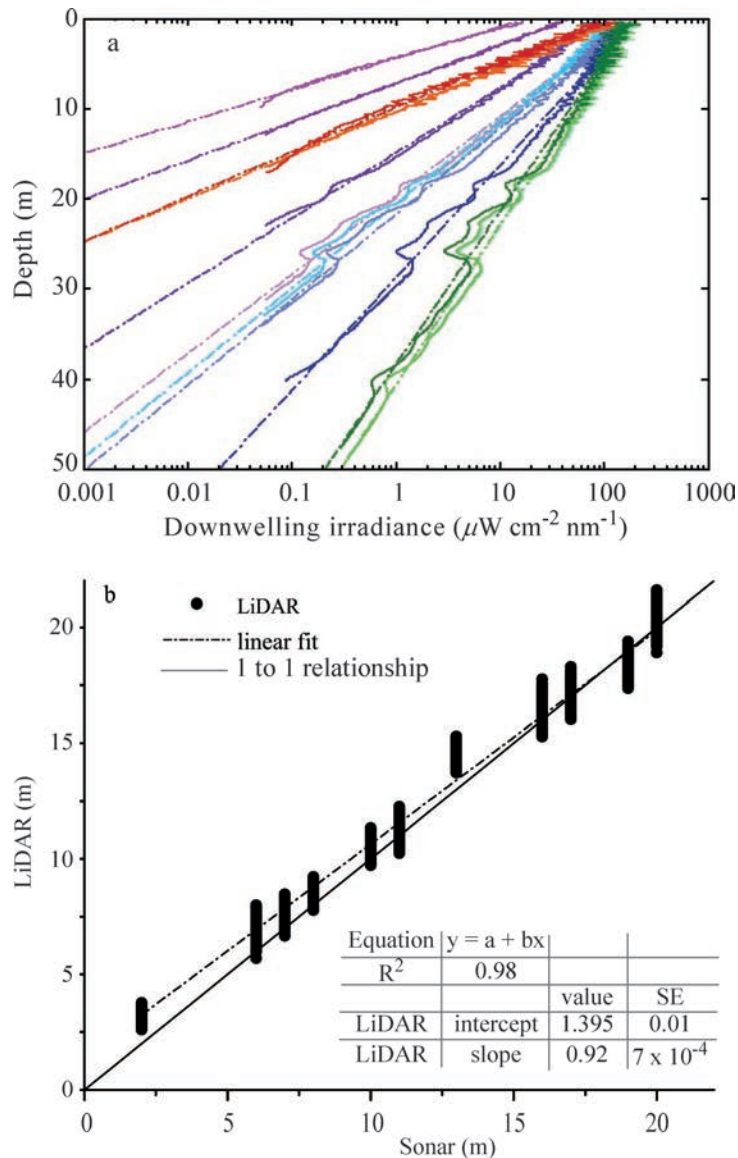 a
0
10
20
30
40
50
Depth (m)
0.001 0.01 0.1 1 10 100 1000
Downwelling irradiance (μW cm⁻² nm⁻¹)
b
LiDAR
linear fit
1 to 1 relationship
20
15
10
5
0
LiDAR (m)
Equation y = a + bx
R² 0.98
value SE
LiDAR intercept 1.395 0.01
LiDAR slope 0.92 7 x 10⁻⁴
0 5 10 15 20
Sonar (m)